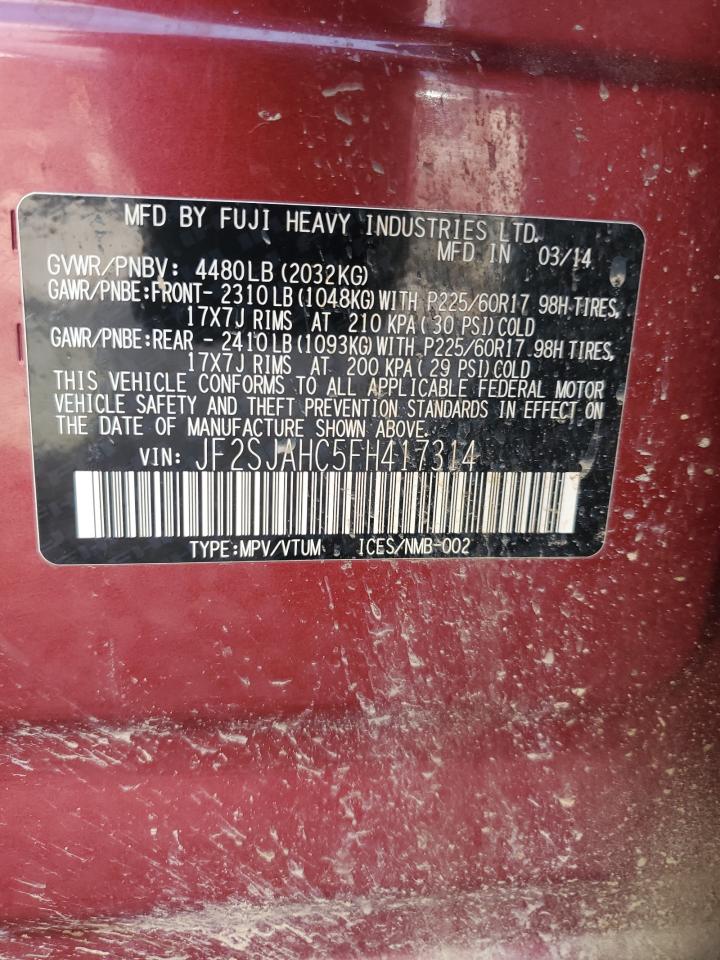 MFD BY FUJI HEAVY INDUSTRIES LTD.
MFD IN 03/14
GVWR/PNBV: 4480LB (2032KG)
GAWR/PNBE:FRONT- 2310 LB (1048KG) WITH P225/60R17 98H TIRES,
17X7J RIMS AT 210 KPA ( 30 PSI) COLD
GAWR/PNBE:REAR - 2410 LB (1093KG) WITH P225/60R17 98H TIRES,
17X7J RIMS AT 200 KPA ( 29 PSI) COLD
THIS VEHICLE CONFORMS TO ALL APPLICABLE FEDERAL MOTOR
VEHICLE SAFETY AND THEFT PREVENTION STANDARDS IN EFFECT ON
THE DATE OF MANUFACTURE SHOWN ABOVE.
VIN: JF2SJAHC5FH417314
TYPE:MPV/VTUM ICES/NMB-002